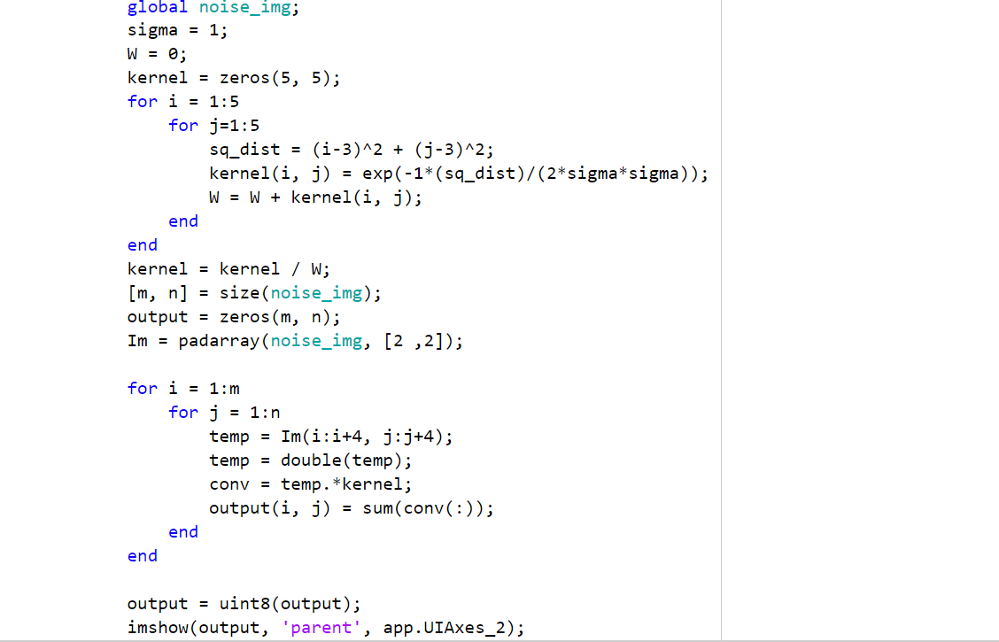 global noise_img;
sigma = 1;
W = 0;
kernel = zeros(5, 5);
for i = 1:5
    for j=1:5
        sq_dist = (i-3)^2 + (j-3)^2;
        kernel(i, j) = exp(-1*(sq_dist)/(2*sigma*sigma));
        W = W + kernel(i, j);
    end
end
kernel = kernel / W;
[m, n] = size(noise_img);
output = zeros(m, n);
Im = padarray(noise_img, [2 ,2]);

for i = 1:m
    for j = 1:n
        temp = Im(i:i+4, j:j+4);
        temp = double(temp);
        conv = temp.*kernel;
        output(i, j) = sum(conv(:));
    end
end

output = uint8(output);
imshow(output, 'parent', app.UIAxes_2);